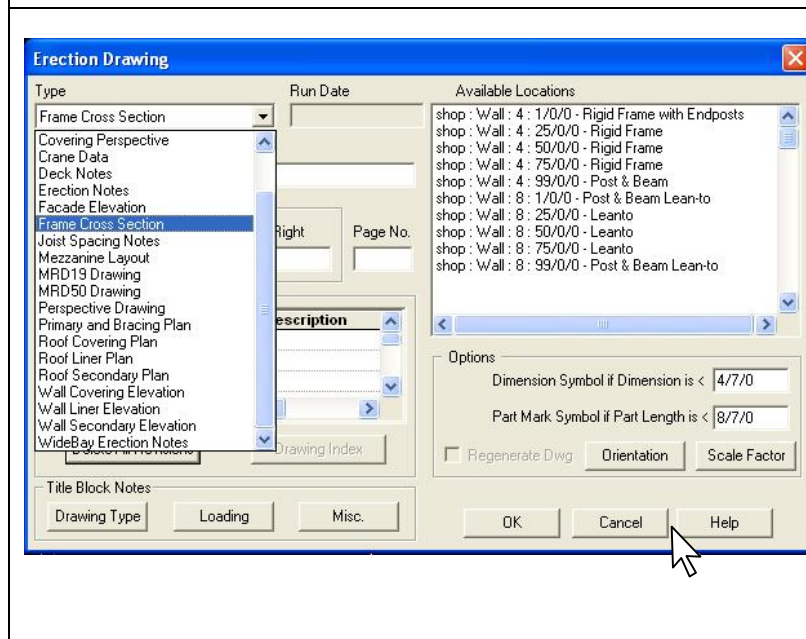 Erection Drawing
Type
Run Date
Available Locations
Frame Cross Section
Covering Perspective
Crane Data
Deck Notes
Erection Notes
Facade Elevation
Frame Cross Section
Joist Spacing Notes
Mezzanine Layout
MRD19 Drawing
MRD50 Drawing
Perspective Drawing
Primary and Bracing Plan
Roof Covering Plan
Roof Liner Plan
Roof Secondary Plan
Wall Covering Elevation
Wall Liner Elevation
Wall Secondary Elevation
WideBay Erection Notes
Right
Page No.
escription
Drawing Index
shop : Wall : 4 : 1/0/0 - Rigid Frame with Endposts
shop : Wall : 4 : 25/0/0 - Rigid Frame
shop : Wall : 4 : 50/0/0 - Rigid Frame
shop : Wall : 4 : 75/0/0 - Rigid Frame
shop : Wall : 4 : 99/0/0 - Post & Beam
shop : Wall : 8 : 1/0/0 - Post & Beam Lean-to
shop : Wall : 8 : 25/0/0 - Leanto
shop : Wall : 8 : 50/0/0 - Leanto
shop : Wall : 8 : 75/0/0 - Leanto
shop : Wall : 8 : 99/0/0 - Post & Beam Lean-to
Options
Dimension Symbol if Dimension is < 4/7/0
Part Mark Symbol if Part Length is < 8/7/0
Regenerate Dwg Orientation Scale Factor
Title Block Notes
Drawing Type Loading Misc.
OK Cancel Help